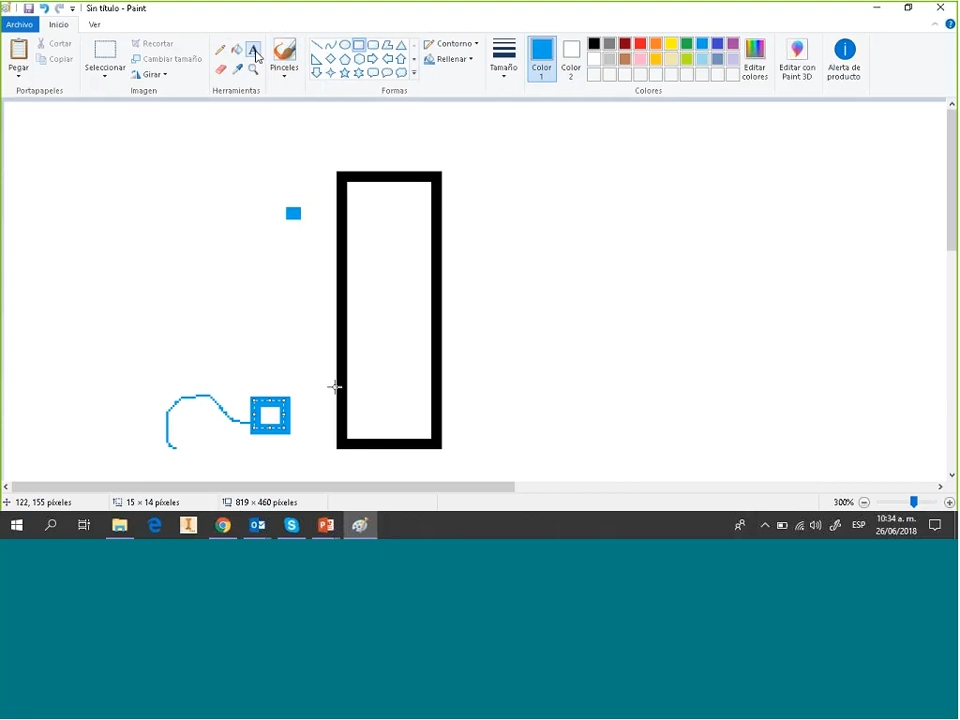 Sin título - Paint
Archivo Inicio Ver
Pegar
Cortar
Copiar
Portapapeles
Seleccionar
Recortar
Cambiar tamaño
Girar
Imagen
A
Herramientas
Pinceles
Contorno
Rellenar
Formas
Tamaño
Color 1
Color 2
Editar colores
Colores
Editar con Paint 3D
Alerta de producto
122, 155 píxeles 15 × 14 píxeles 819 × 460 píxeles 300%
ESP
10:34 a. m.
26/06/2018